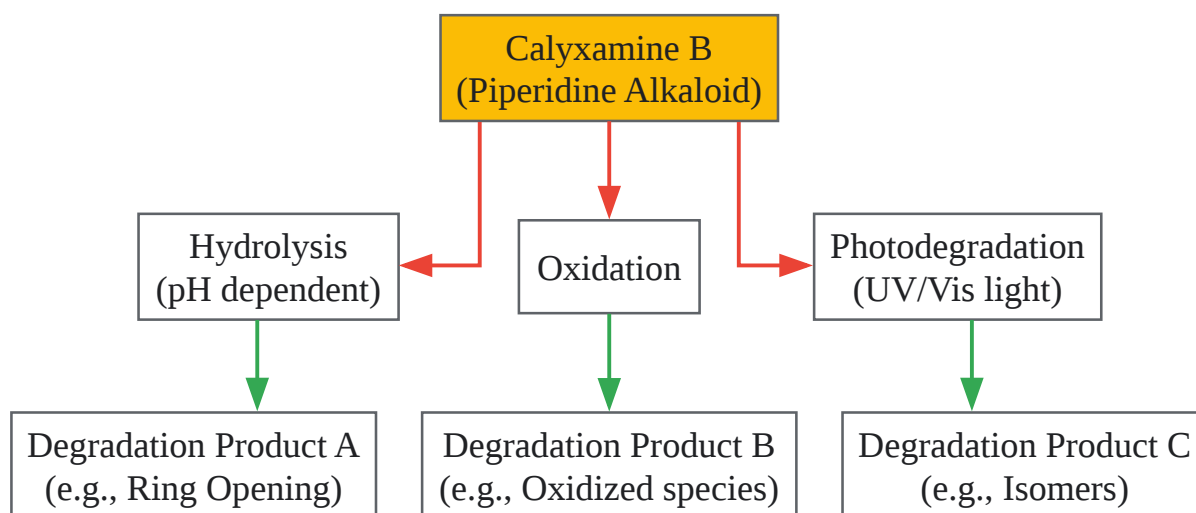 Calyxamine B
(Piperidine Alkaloid)
Hydrolysis
(pH dependent)
Oxidation
Photodegradation
(UV/Vis light)
Degradation Product A
(e.g., Ring Opening)
Degradation Product B
(e.g., Oxidized species)
Degradation Product C
(e.g., Isomers)